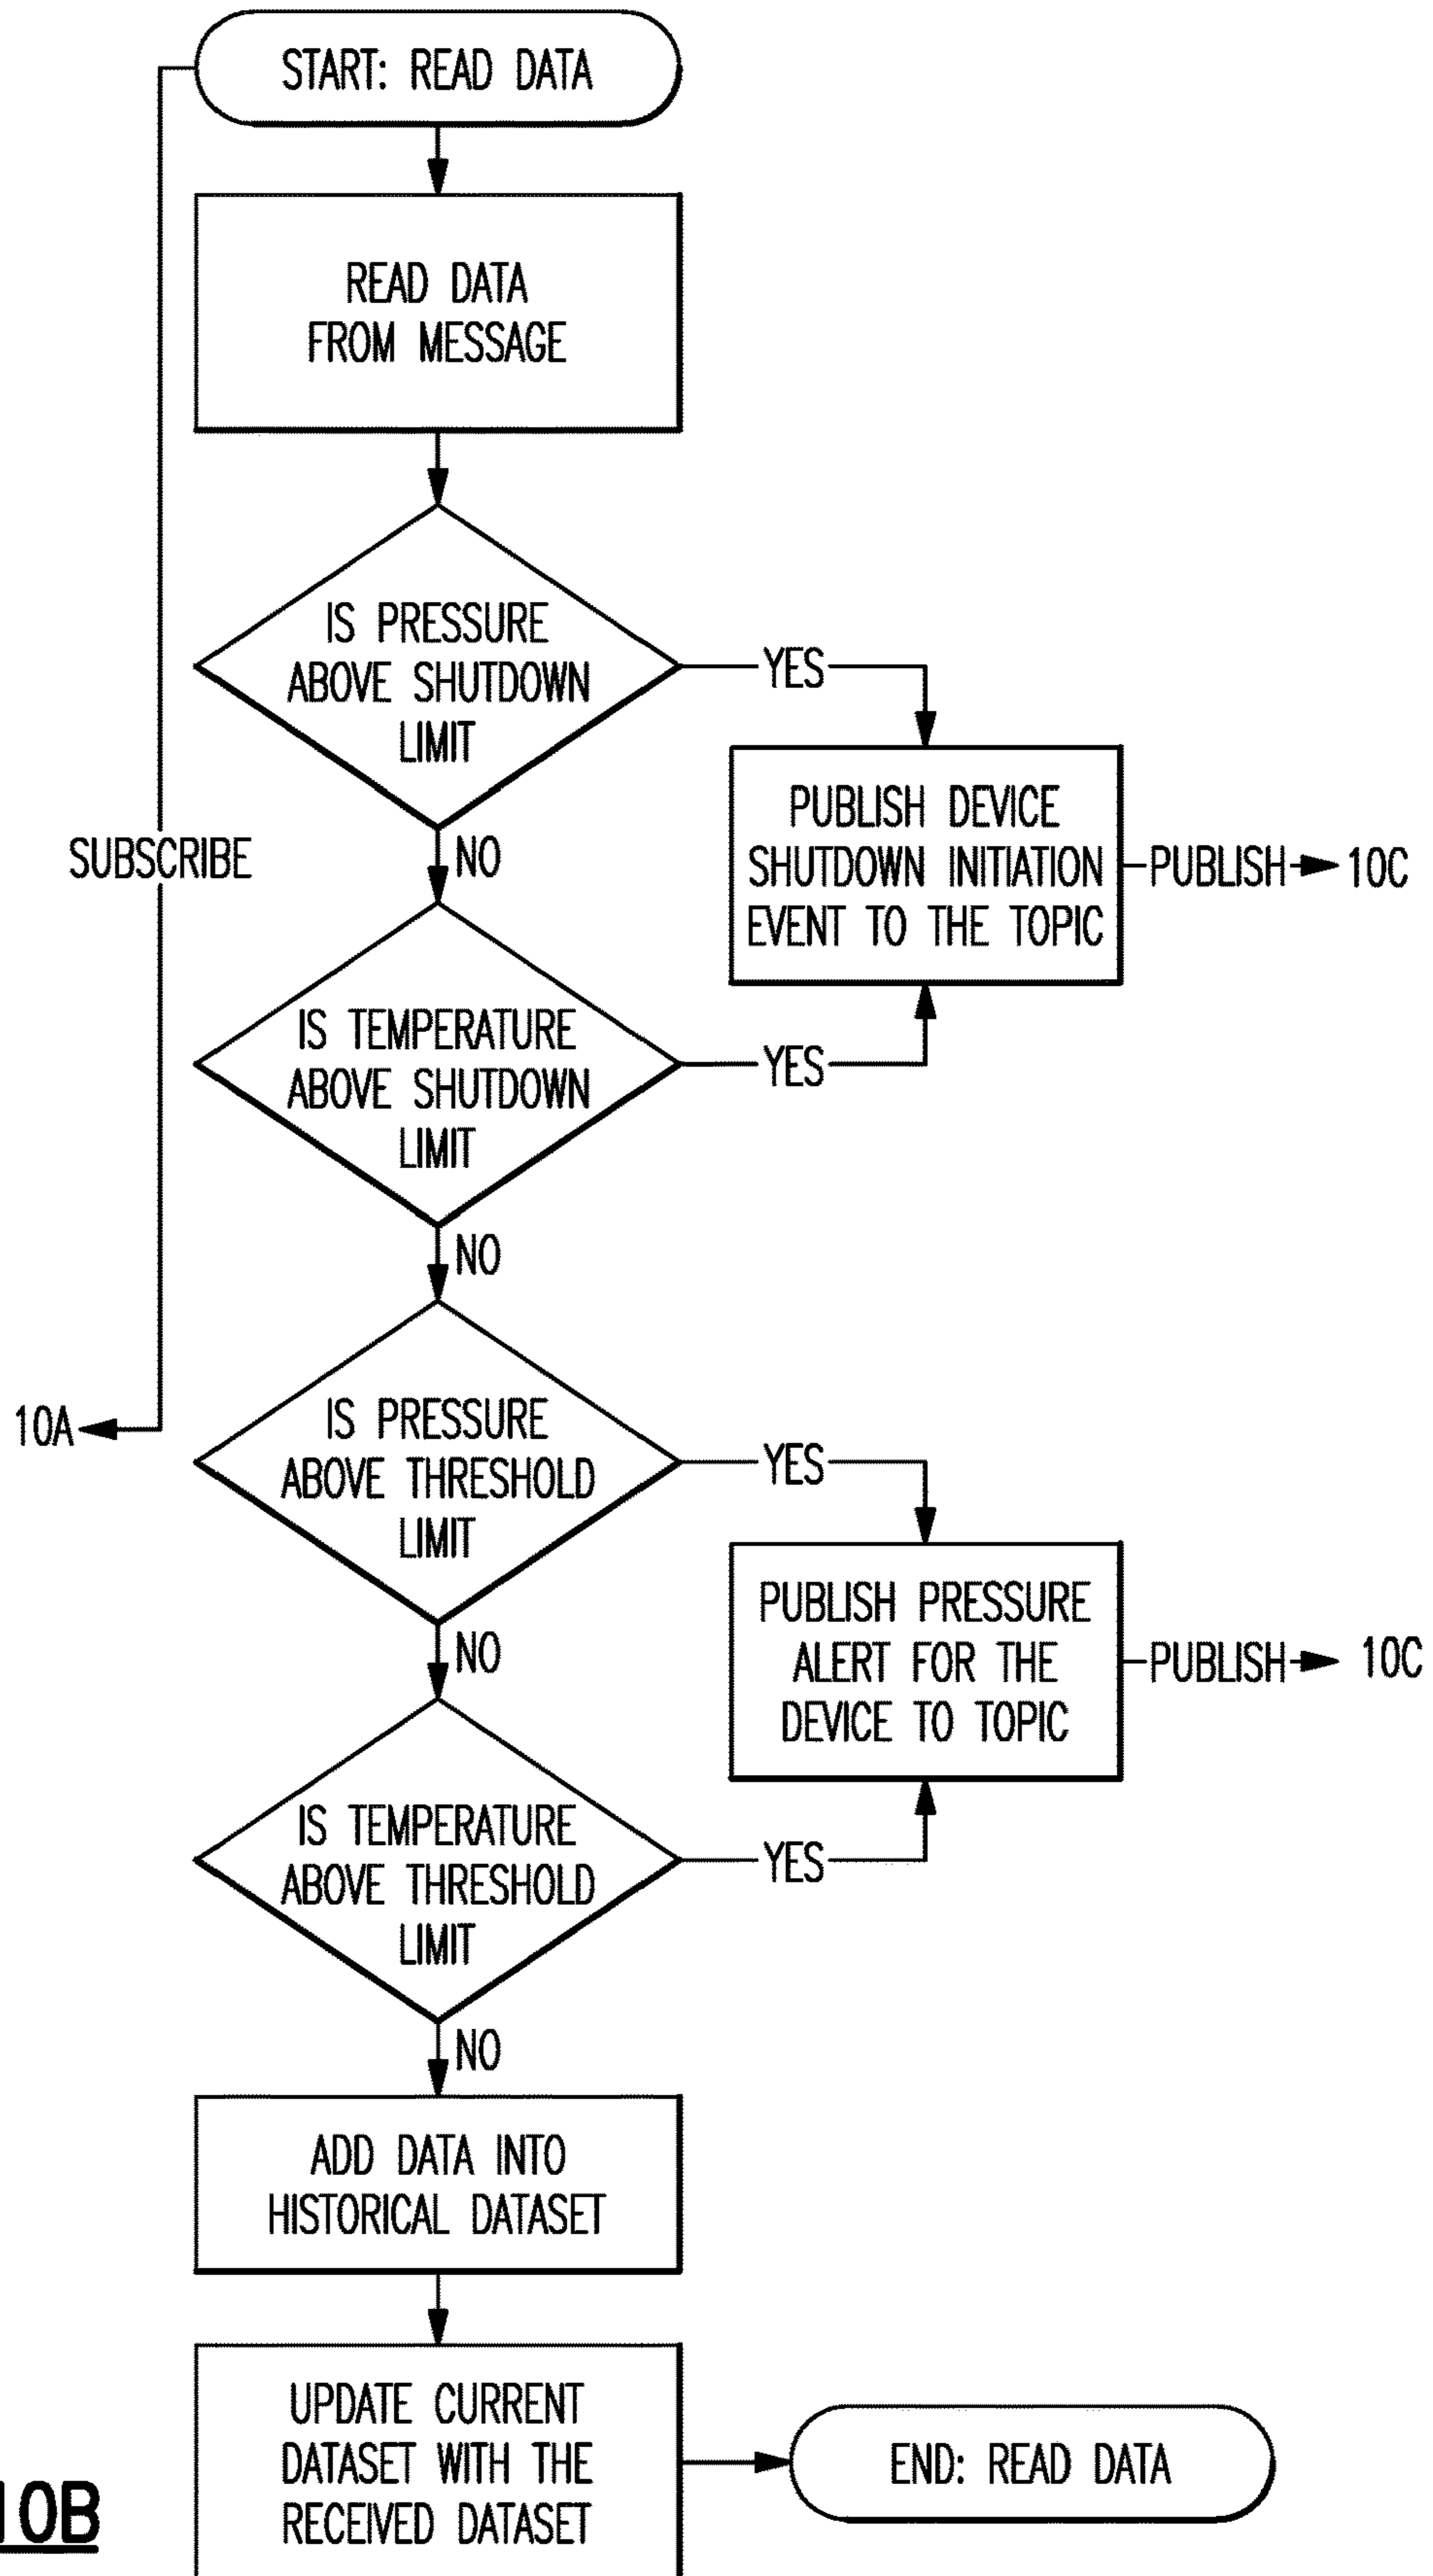 START: READ DATA
READ DATA
FROM MESSAGE
IS PRESSURE
ABOVE SHUTDOWN
LIMIT
YES
PUBLISH DEVICE
SHUTDOWN INITIATION
EVENT TO THE TOPIC
PUBLISH
10C
SUBSCRIBE
NO
IS TEMPERATURE
ABOVE SHUTDOWN
LIMIT
YES
NO
10A
IS PRESSURE
ABOVE THRESHOLD
LIMIT
YES
PUBLISH PRESSURE
ALERT FOR THE
DEVICE TO TOPIC
PUBLISH
10C
NO
IS TEMPERATURE
ABOVE THRESHOLD
LIMIT
YES
NO
ADD DATA INTO
HISTORICAL DATASET
UPDATE CURRENT
DATASET WITH THE
RECEIVED DATASET
END: READ DATA
10B